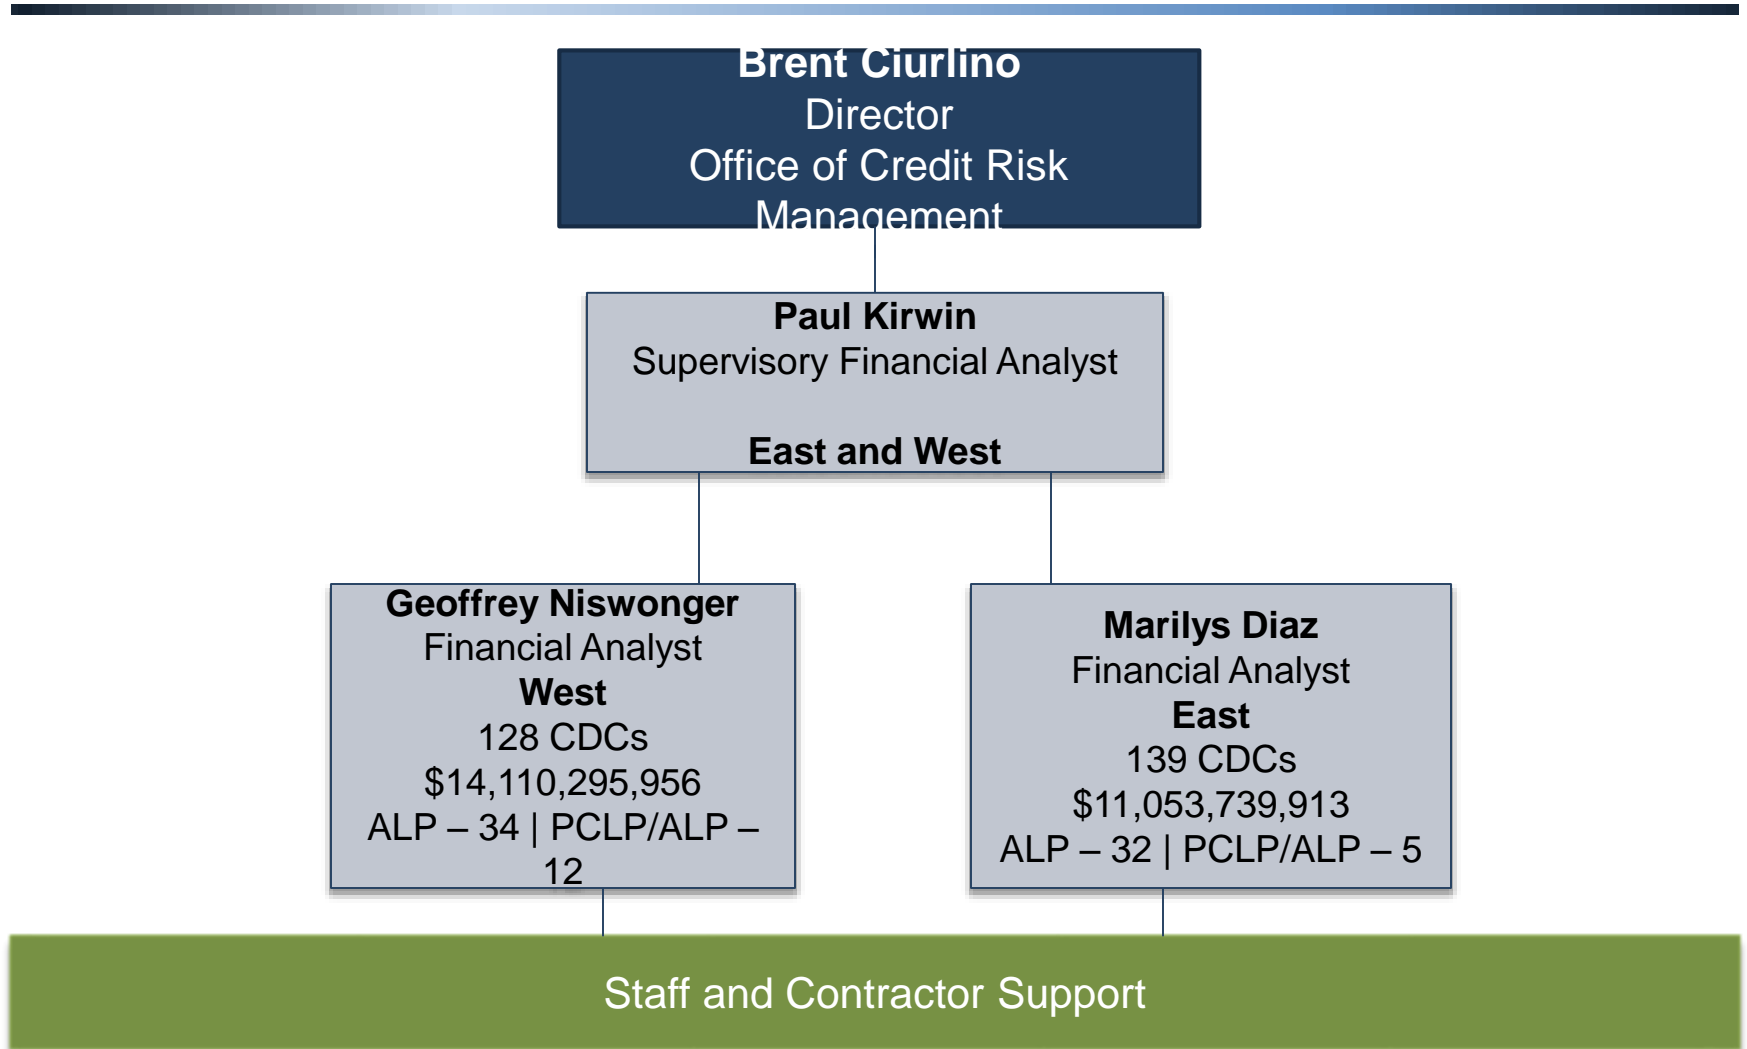 Brent Ciurlino
Director
Office of Credit Risk
Management
Paul Kirwin
Supervisory Financial Analyst
East and West
Geoffrey Niswonger
Financial Analyst
West
128 CDCs
$14,110,295,956
ALP – 34 | PCLP/ALP –
12
Marilys Diaz
Financial Analyst
East
139 CDCs
$11,053,739,913
ALP – 32 | PCLP/ALP – 5
Staff and Contractor Support